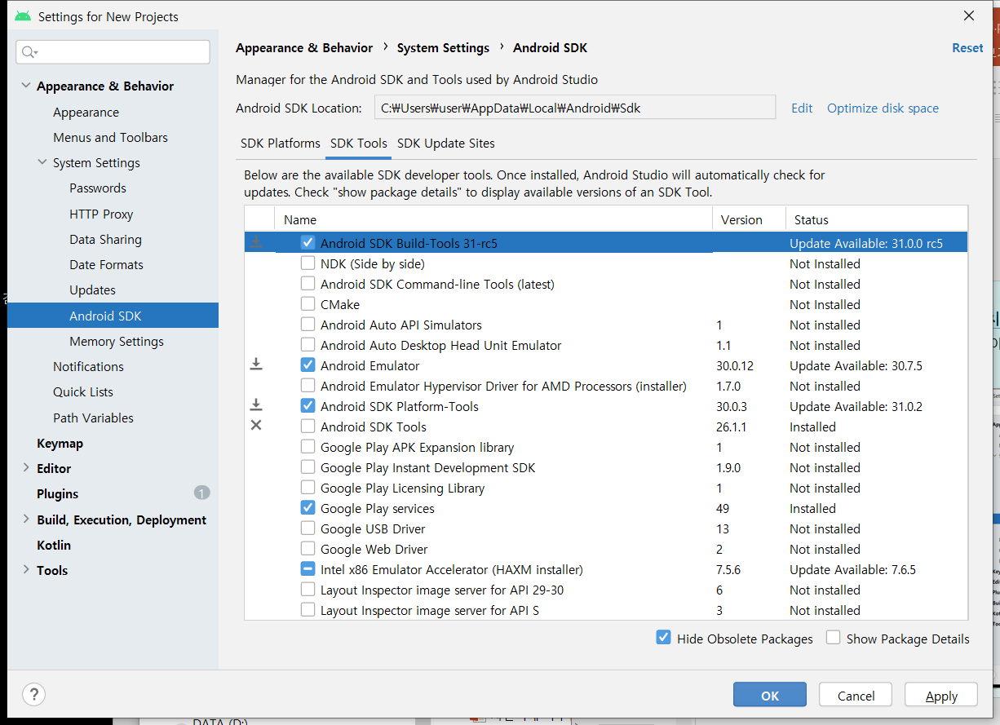 Settings for New Projects
Appearance & Behavior
Appearance
Menus and Toolbars
System Settings
Passwords
HTTP Proxy
Data Sharing
Date Formats
Updates
Android SDK
Memory Settings
Notifications
Quick Lists
Path Variables
Keymap
Editor
Plugins 1
Build, Execution, Deployment
Kotlin
Tools
Appearance & Behavior › System Settings › Android SDK Reset
Manager for the Android SDK and Tools used by Android Studio
Android SDK Location: C:₩Users₩user₩AppData₩Local₩Android₩Sdk Edit Optimize disk space
SDK Platforms SDK Tools SDK Update Sites
Below are the available SDK developer tools. Once installed, Android Studio will automatically check for
updates. Check "show package details" to display available versions of an SDK Tool.
Name Version Status
Android SDK Build-Tools 31-rc5 Update Available: 31.0.0 rc5
NDK (Side by side) Not Installed
Android SDK Command-line Tools (latest) Not Installed
CMake Not Installed
Android Auto API Simulators 1 Not installed
Android Auto Desktop Head Unit Emulator 1.1 Not installed
Android Emulator 30.0.12 Update Available: 30.7.5
Android Emulator Hypervisor Driver for AMD Processors (installer) 1.7.0 Not installed
Android SDK Platform-Tools 30.0.3 Update Available: 31.0.2
Android SDK Tools 26.1.1 Installed
Google Play APK Expansion library 1 Not installed
Google Play Instant Development SDK 1.9.0 Not installed
Google Play Licensing Library 1 Not installed
Google Play services 49 Installed
Google USB Driver 13 Not installed
Google Web Driver 2 Not installed
Intel x86 Emulator Accelerator (HAXM installer) 7.5.6 Update Available: 7.6.5
Layout Inspector image server for API 29-30 6 Not installed
Layout Inspector image server for API S 3 Not installed
Hide Obsolete Packages Show Package Details
? OK Cancel Apply
DATA (D:)